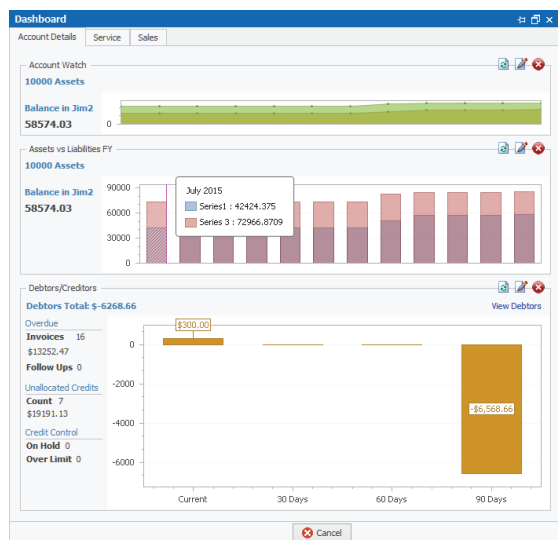 Dashboard
Account Details Service Sales
Account Watch
10000 Assets
Balance in Jim2
58574.03
0
Assets vs Liabilities FY
10000 Assets
Balance in Jim2
58574.03
90000
60000
30000
0
July 2015
Series1 : 42424.375
Series 3 : 72966.8709
Debtors/Creditors
Debtors Total: $-6268.66
View Debtors
Overdue
Invoices 16
$13252.47
Follow Ups 0
Unallocated Credits
Count 7
$19191.13
Credit Control
On Hold 0
Over Limit 0
$300.00
0
-2000
-4000
-$6,568.66
-6000
Current 30 Days 60 Days 90 Days
Cancel